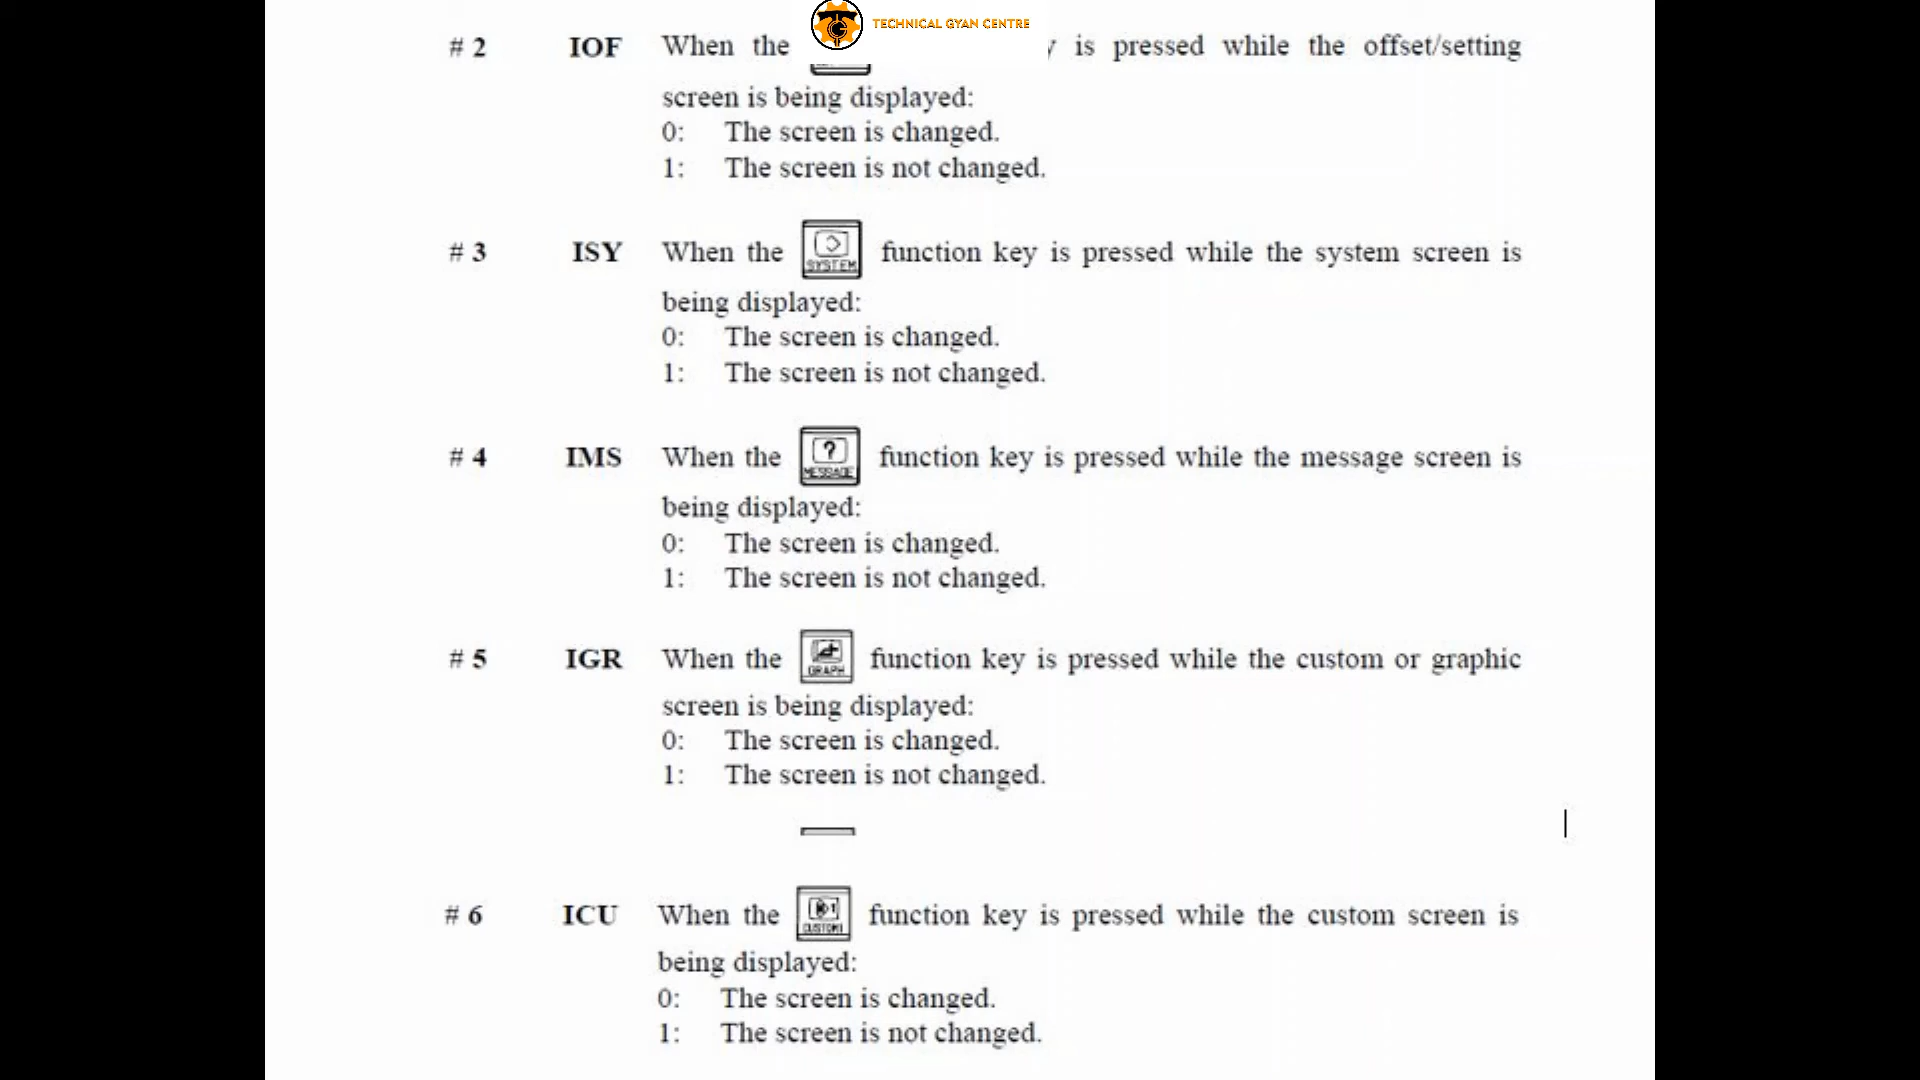 TECHNICAL GYAN CENTRE
# 2 IOF When the y is pressed while the offset/setting
screen is being displayed:
0: The screen is changed.
1: The screen is not changed.
# 3 ISY When the SYSTEM function key is pressed while the system screen is
being displayed:
0: The screen is changed.
1: The screen is not changed.
# 4 IMS When the ? MESSAGE function key is pressed while the message screen is
being displayed:
0: The screen is changed.
1: The screen is not changed.
# 5 IGR When the GRAPH function key is pressed while the custom or graphic
screen is being displayed:
0: The screen is changed.
1: The screen is not changed.
# 6 ICU When the 1 CUSTOM1 function key is pressed while the custom screen is
being displayed:
0: The screen is changed.
1: The screen is not changed.